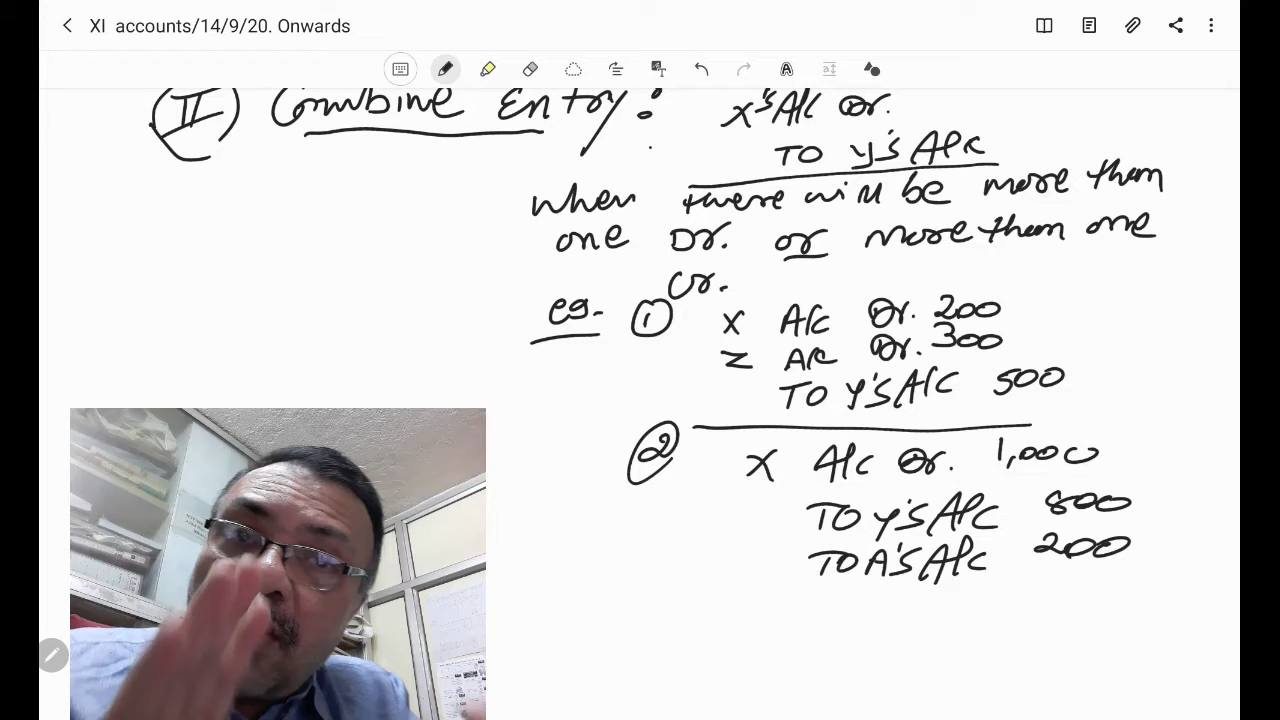 XI accounts/14/9/20. Onwards
(II) Combine Entry:
X's A/c Dr.
To Y's A/c
When there will be more than
one Dr. or more than one
Cr.
eg. ① X A/c Dr. 200
Z A/c Dr. 300
To Y's A/c 500
② X A/c Dr. 1,000
To Y's A/c 800
To A's A/c 200